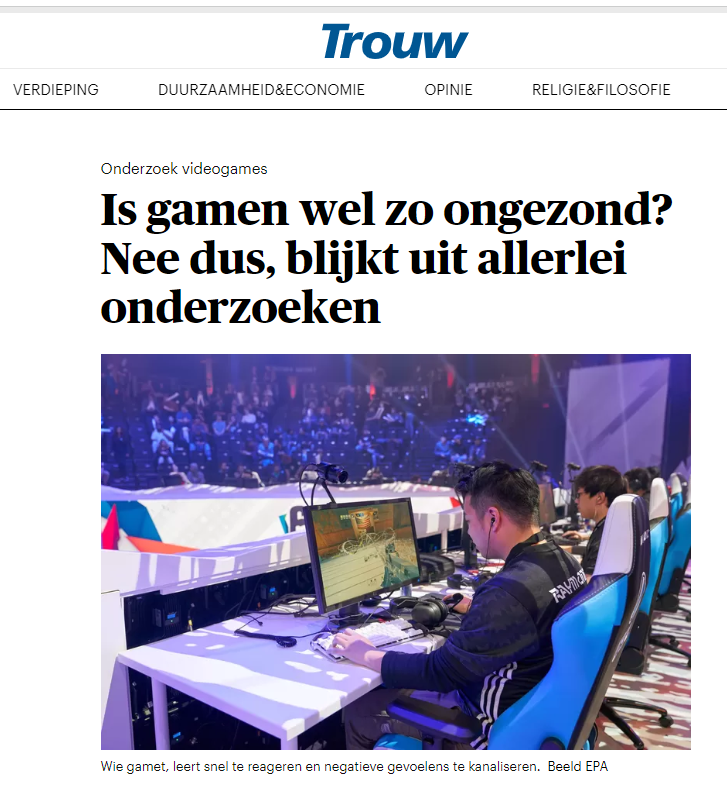 Trouw
VERDIEPING DUURZAAMHEID&ECONOMIE OPINIE RELIGIE&FILOSOFIE
Onderzoek videogames
Is gamen wel zo ongezond?
Nee dus, blijkt uit allerlei
onderzoeken
RAYM
Wie gamet, leert snel te reageren en negatieve gevoelens te kanaliseren. Beeld EPA